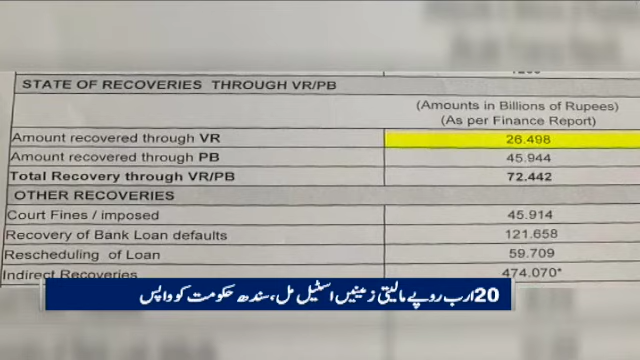 STATE OF RECOVERIES THROUGH VR/PB
(Amounts in Billions of Rupees)
(As per Finance Report)
Amount recovered through VR 26.498
Amount recovered through PB 45.944
Total Recovery through VR/PB 72.442
OTHER RECOVERIES
Court Fines / imposed 45.914
Recovery of Bank Loan defaults 121.658
Rescheduling of Loan 59.709
Indirect Recoveries 474.070*
20ارب روپے مالیتی زمینیں اسٹیل مل، سندھ حکومت کو واپس